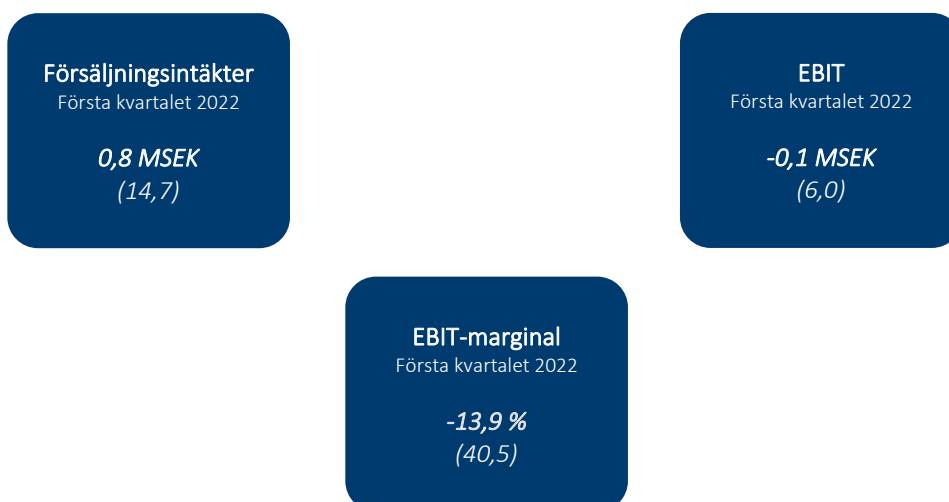 Försäljningsintäkter
Första kvartalet 2022
0,8 MSEK
(14,7)
EBIT
Första kvartalet 2022
-0,1 MSEK
(6,0)
EBIT-marginal
Första kvartalet 2022
-13,9 %
(40,5)